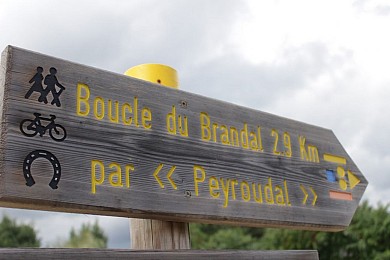 Boucle du Brandal 2.9 Km
par << Peyroudal >>